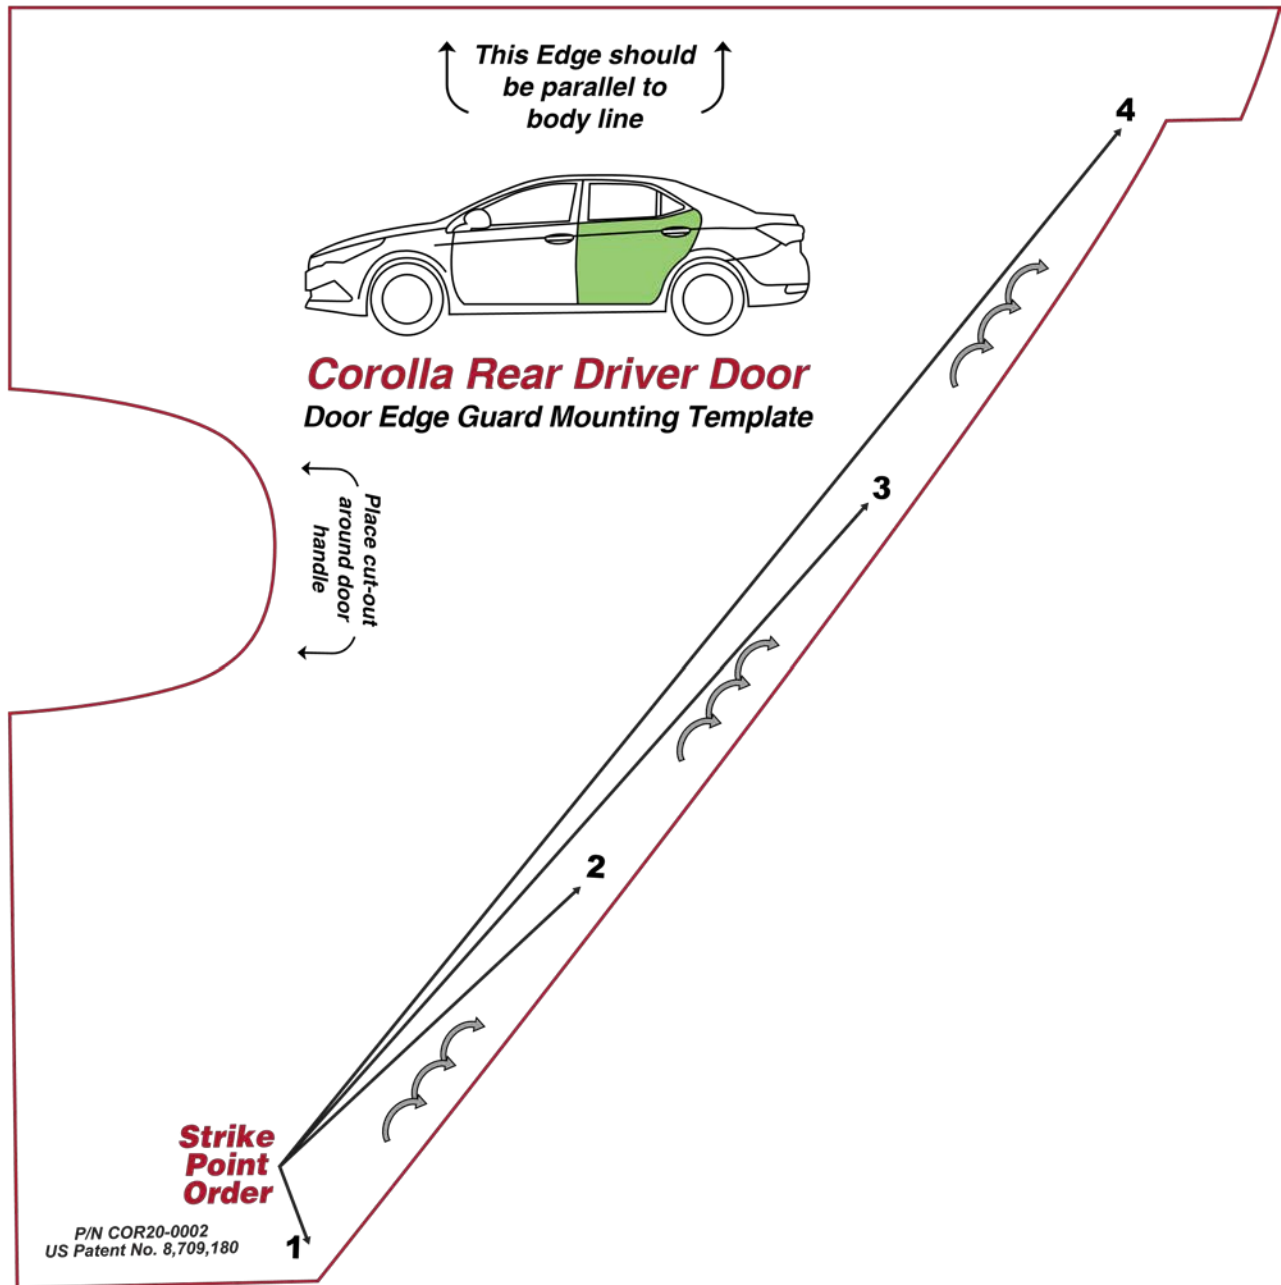 This Edge should
be parallel to
body line
4
Corolla Rear Driver Door
Door Edge Guard Mounting Template
Place cut-out
around door
handle
3
2
Strike
Point
Order
1
P/N COR20-0002
US Patent No. 8,709,180